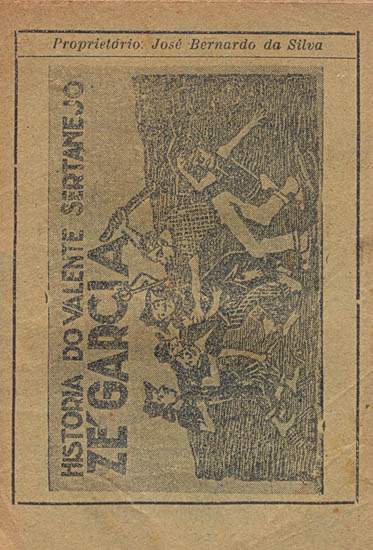 Proprietário: José Bernardo da Silva
HISTORIA DO VALENTE SERTANEJO
ZÉ GARCIA